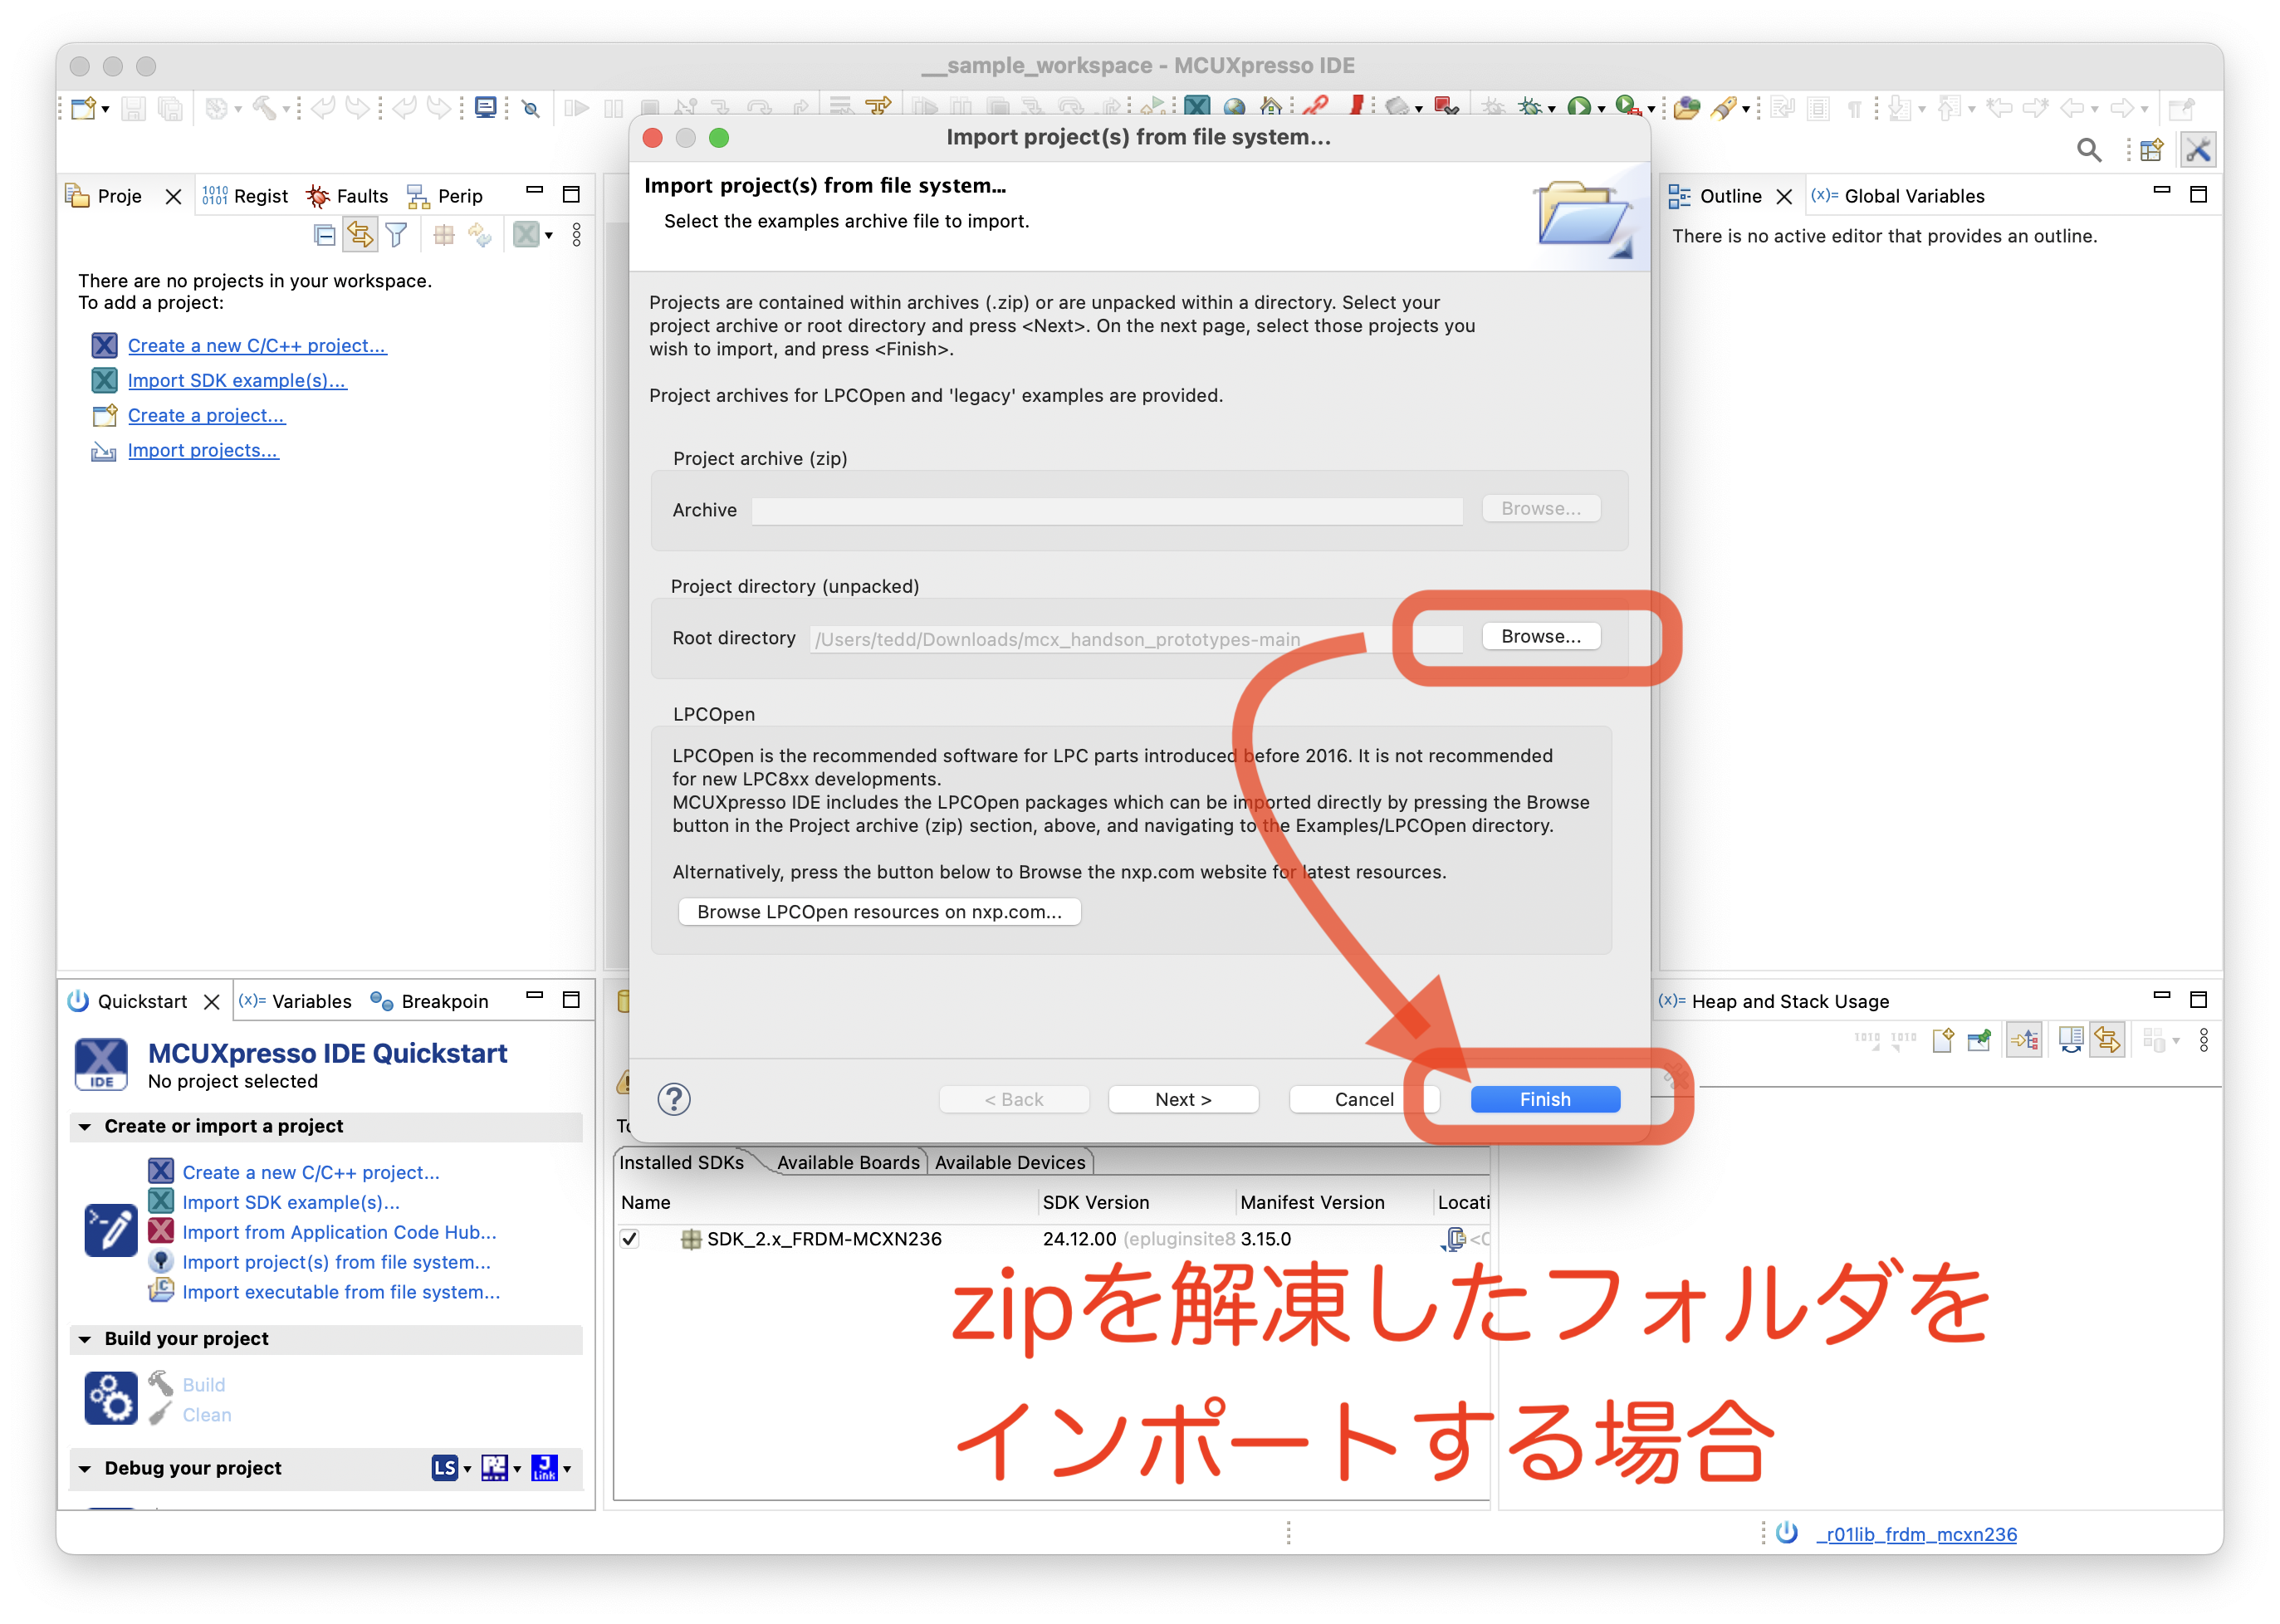 __sample_workspace - MCUXpresso IDE
Proje
1010
0101
Regist
Faults
Perip
There are no projects in your workspace.
To add a project:
Create a new C/C++ project...
Import SDK example(s)...
Create a project...
Import projects...
Import project(s) from file system...
Import project(s) from file system...
Select the examples archive file to import.
Projects are contained within archives (.zip) or are unpacked within a directory. Select your
project archive or root directory and press <Next>. On the next page, select those projects you
wish to import, and press <Finish>.
Project archives for LPCOpen and 'legacy' examples are provided.
Project archive (zip)
Archive
Browse...
Project directory (unpacked)
Root directory
/Users/tedd/Downloads/mcx_handson_prototypes-main
Browse...
LPCOpen
LPCOpen is the recommended software for LPC parts introduced before 2016. It is not recommended
for new LPC8xx developments.
MCUXpresso IDE includes the LPCOpen packages which can be imported directly by pressing the Browse
button in the Project archive (zip) section, above, and navigating to the Examples/LPCOpen directory.
Alternatively, press the button below to Browse the nxp.com website for latest resources.
Browse LPCOpen resources on nxp.com...
?
< Back
Next >
Cancel
Finish
Outline
(x)= Global Variables
There is no active editor that provides an outline.
Quickstart
(x)= Variables
Breakpoin
IDE
MCUXpresso IDE Quickstart
No project selected
Create or import a project
Create a new C/C++ project...
Import SDK example(s)...
Import from Application Code Hub...
Import project(s) from file system...
Import executable from file system...
Build your project
Build
Clean
Debug your project
LS
PE
J
Link
To
Installed SDKs
Available Boards
Available Devices
Name
SDK Version
Manifest Version
Locati
SDK_2.x_FRDM-MCXN236
24.12.00 (epluginsite8
3.15.0
<C
(x)= Heap and Stack Usage
1010 1010
zipを解凍したフォルダを
インポートする場合
_r01lib_frdm_mcxn236